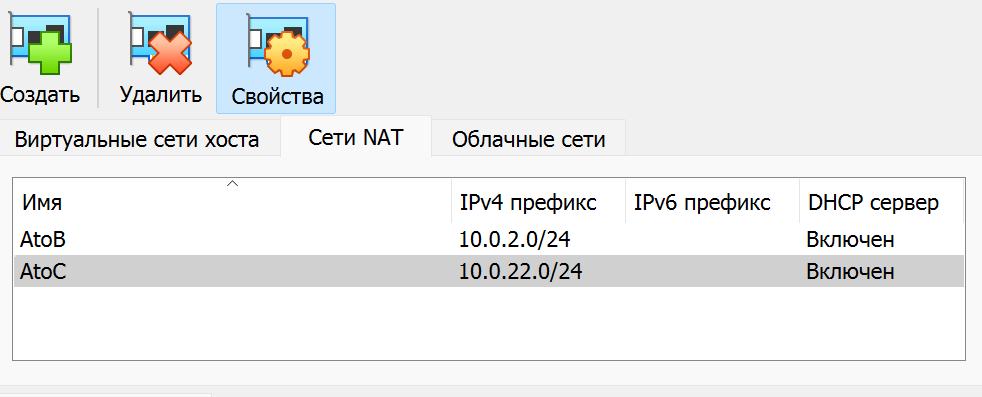 Создать Удалить Свойства
Виртуальные сети хоста Сети NAT Облачные сети
Имя IPv4 префикс IPv6 префикс DHCP сервер
AtoB 10.0.2.0/24 Включен
AtoC 10.0.22.0/24 Включен